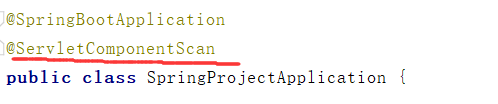 @SpringBootApplication
@ServletComponentScan
public class SpringProjectApplication {